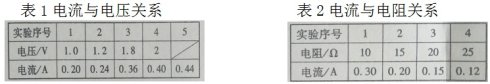 表1电流与电压关系
实验序号 1 2 3 4 5
电压/V 1.0 1.2 1.8 2
电流/A 0.20 0.24 0.36 0.40 0.44
表2电流与电阻关系
实验序号 1 2 3 4
电阻/Ω 10 15 20 25
电流/A 0.30 0.20 0.15 0.12